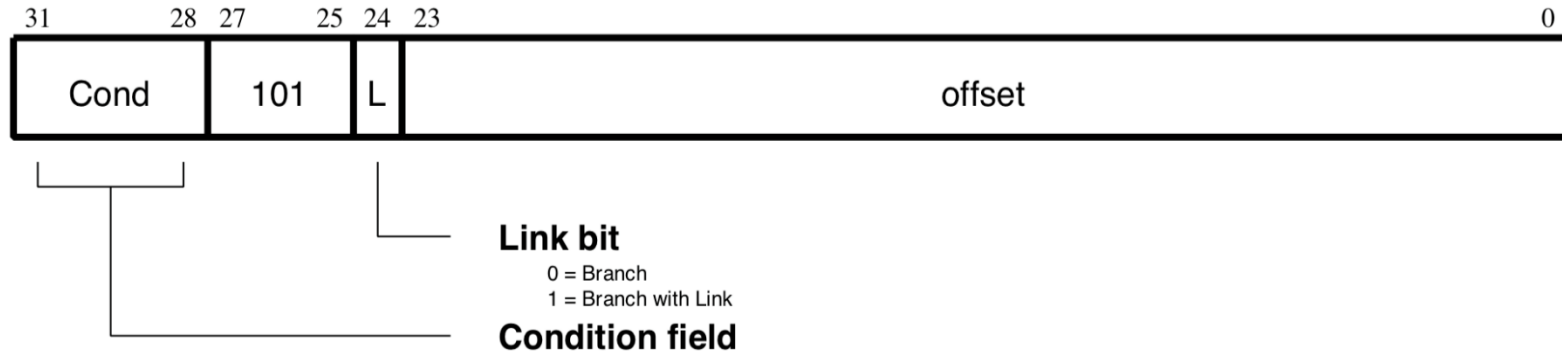 31 28 27 25 24 23 0
Cond 101 L offset
Link bit
0 = Branch
1 = Branch with Link
Condition field